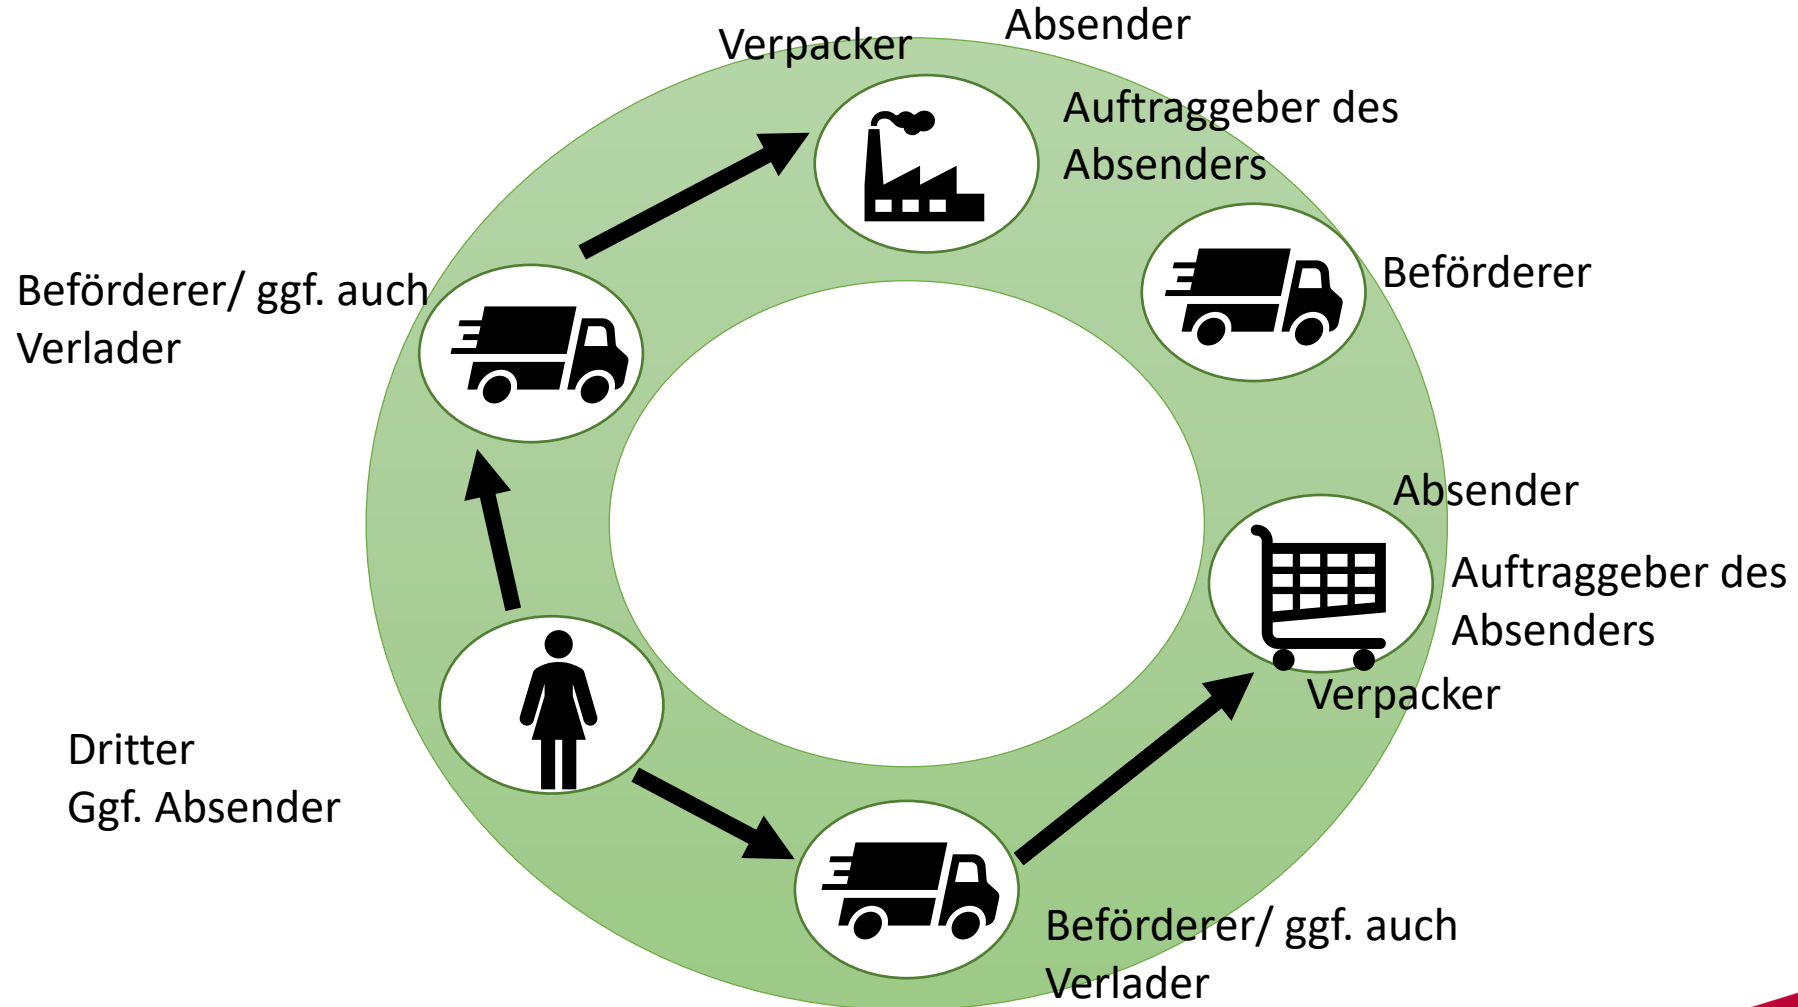 Absender
Verpacker
Auftraggeber des
Absenders
Beförderer
Beförderer/ ggf. auch
Verlader
Absender
Auftraggeber des
Absenders
Verpacker
Dritter
Ggf. Absender
Beförderer/ ggf. auch
Verlader